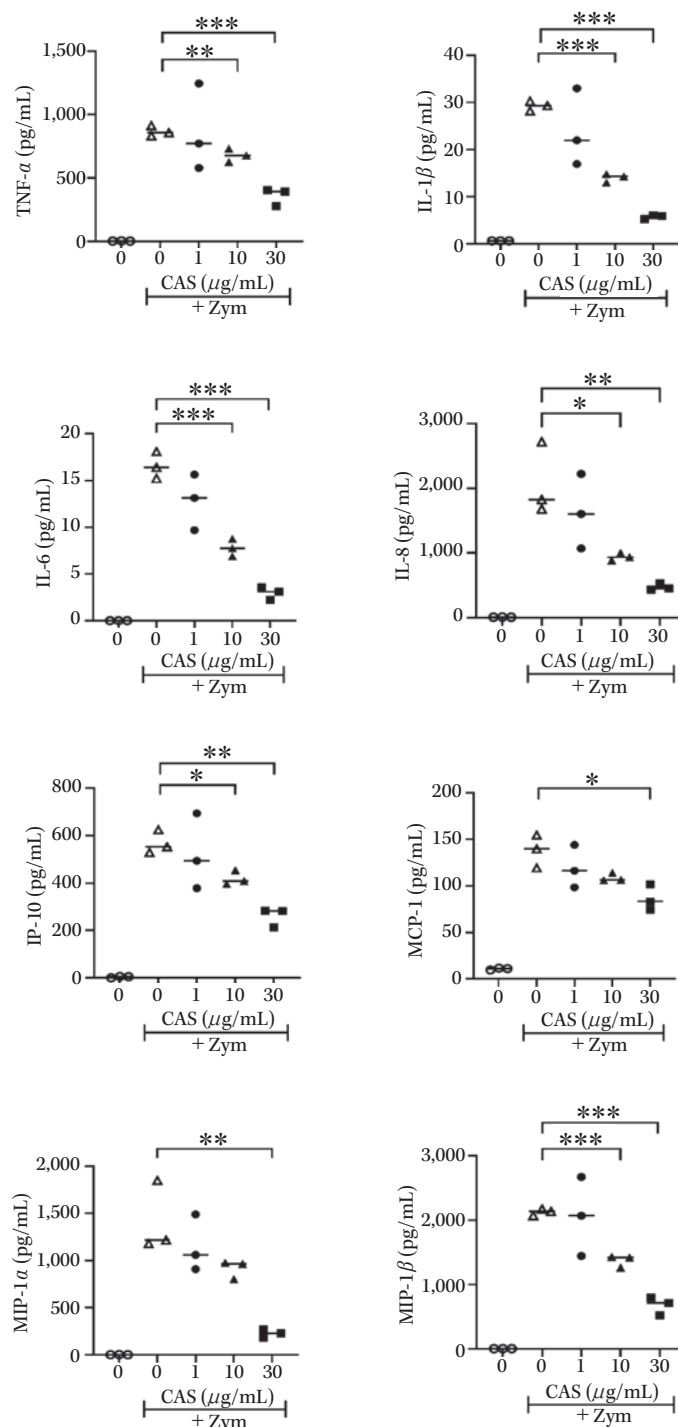 ***
**
1,500
1,000
500
0
TNF-α (pg/mL)
0 0 1 10 30
CAS (μg/mL)
+ Zym
***
***
40
30
20
10
0
IL-1β (pg/mL)
0 0 1 10 30
CAS (μg/mL)
+ Zym
***
***
20
15
10
5
0
IL-6 (pg/mL)
0 0 1 10 30
CAS (μg/mL)
+ Zym
**
*
3,000
2,000
1,000
0
IL-8 (pg/mL)
0 0 1 10 30
CAS (μg/mL)
+ Zym
**
*
800
600
400
200
0
IP-10 (pg/mL)
0 0 1 10 30
CAS (μg/mL)
+ Zym
*
200
150
100
50
0
MCP-1 (pg/mL)
0 0 1 10 30
CAS (μg/mL)
+ Zym
**
2,000
1,500
1,000
500
0
MIP-1α (pg/mL)
0 0 1 10 30
CAS (μg/mL)
+ Zym
***
***
3,000
2,000
1,000
0
MIP-1β (pg/mL)
0 0 1 10 30
CAS (μg/mL)
+ Zym